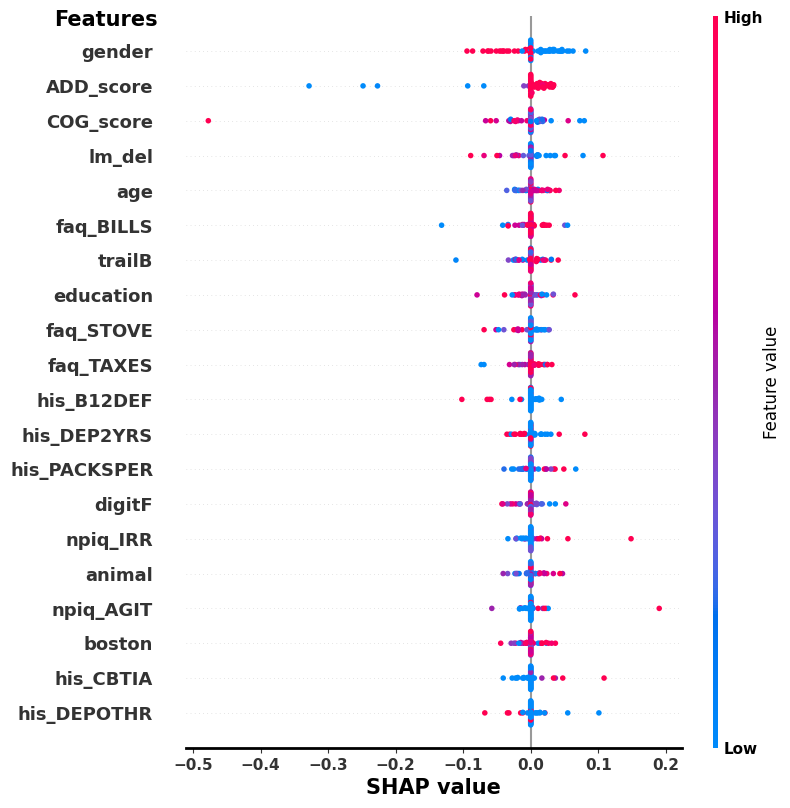 Features
High
gender
ADD_score
COG_score
lm_del
age
faq_BILLS
trailB
education
faq_STOVE
faq_TAXES
his_B12DEF
his_DEP2YRS
his_PACKSPER
digitF
npiq_IRR
animal
npiq_AGIT
boston
his_CBTIA
his_DEPOTHR
Feature value
Low
−0.5 −0.4 −0.3 −0.2 −0.1 0.0 0.1 0.2
SHAP value